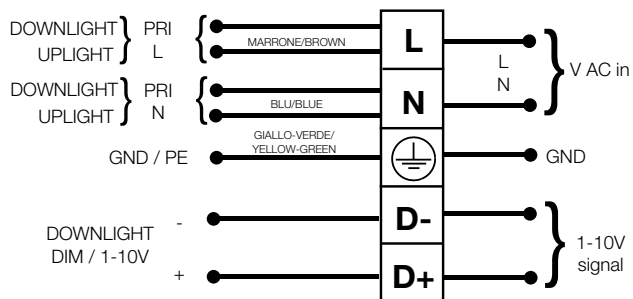 DOWNLIGHT } PRI {
UPLIGHT L
MARRONE/BROWN
L
L
N
} V AC in
DOWNLIGHT } PRI {
UPLIGHT N
BLU/BLUE
N
GIALLO-VERDE/
YELLOW-GREEN
GND / PE
GND
DOWNLIGHT
DIM / 1-10V
-
+
D-
D+
} 1-10V
signal